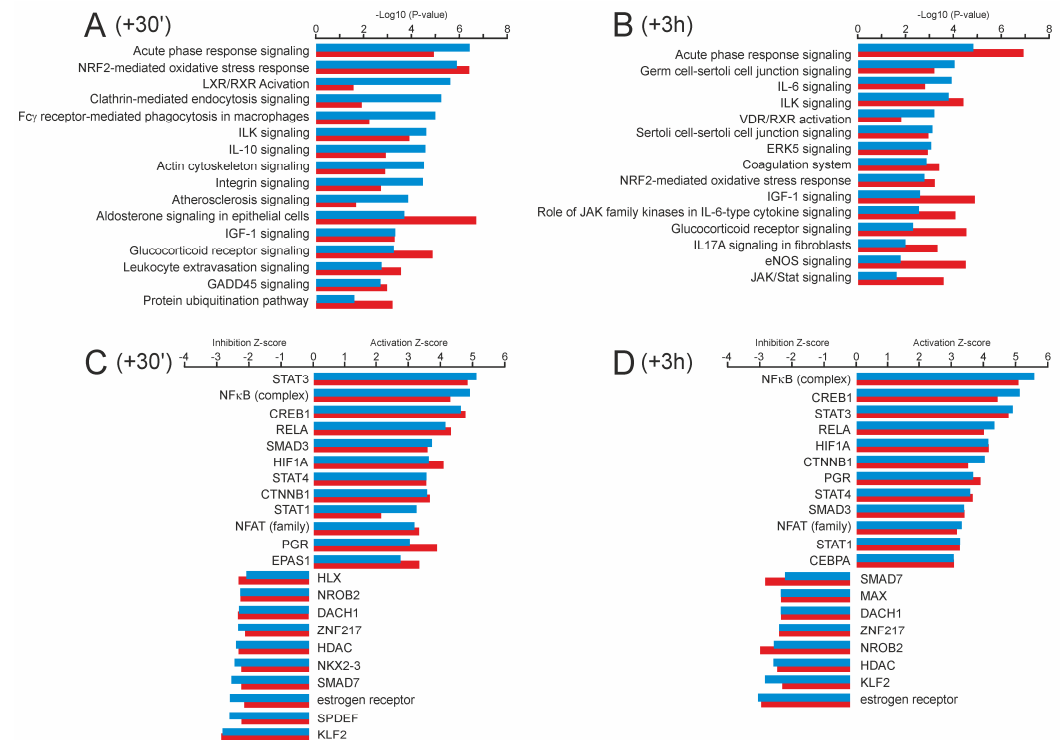 A (+30')
-Log10 (P-value)
0 2 4 6 8
Acute phase response signaling
NRF2-mediated oxidative stress response
LXR/RXR Acivation
Clathrin-mediated endocytosis signaling
Fcγ receptor-mediated phagocytosis in macrophages
ILK signaling
IL-10 signaling
Actin cytoskeleton signaling
Integrin signaling
Atherosclerosis signaling
Aldosterone signaling in epithelial cells
IGF-1 signaling
Glucocorticoid receptor signaling
Leukocyte extravasation signaling
GADD45 signaling
Protein ubiquitination pathway
B (+3h)
-Log10 (P-value)
0 2 4 6 8
Acute phase response signaling
Germ cell-sertoli cell junction signaling
IL-6 signaling
ILK signaling
VDR/RXR activation
Sertoli cell-sertoli cell junction signaling
ERK5 signaling
Coagulation system
NRF2-mediated oxidative stress response
IGF-1 signaling
Role of JAK family kinases in IL-6-type cytokine signaling
Glucocorticoid receptor signaling
IL17A signaling in fibroblasts
eNOS signaling
JAK/Stat signaling
C (+30')
Inhibition Z-score Activation Z-score
-4 -3 -2 -1 0 1 2 3 4 5 6
STAT3
NFκB (complex)
CREB1
RELA
SMAD3
HIF1A
STAT4
CTNNB1
STAT1
NFAT (family)
PGR
EPAS1
HLX
NROB2
DACH1
ZNF217
HDAC
NKX2-3
SMAD7
estrogen receptor
SPDEF
KLF2
D (+3h)
Inhibition Z-score Activation Z-score
-4 -3 -2 -1 0 1 2 3 4 5 6
NFκB (complex)
CREB1
STAT3
RELA
HIF1A
CTNNB1
PGR
STAT4
SMAD3
NFAT (family)
STAT1
CEBPA
SMAD7
MAX
DACH1
ZNF217
NROB2
HDAC
KLF2
estrogen receptor